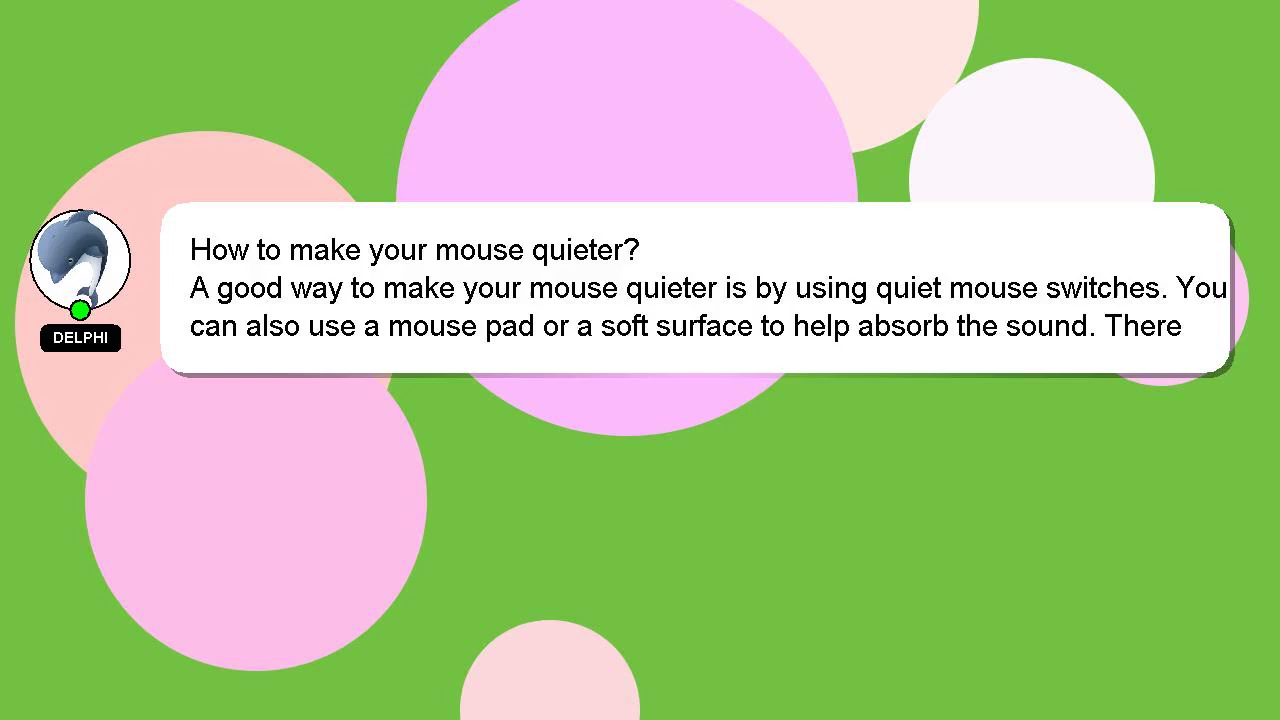 How to make your mouse quieter?
A good way to make your mouse quieter is by using quiet mouse switches. You
can also use a mouse pad or a soft surface to help absorb the sound. There
DELPHI